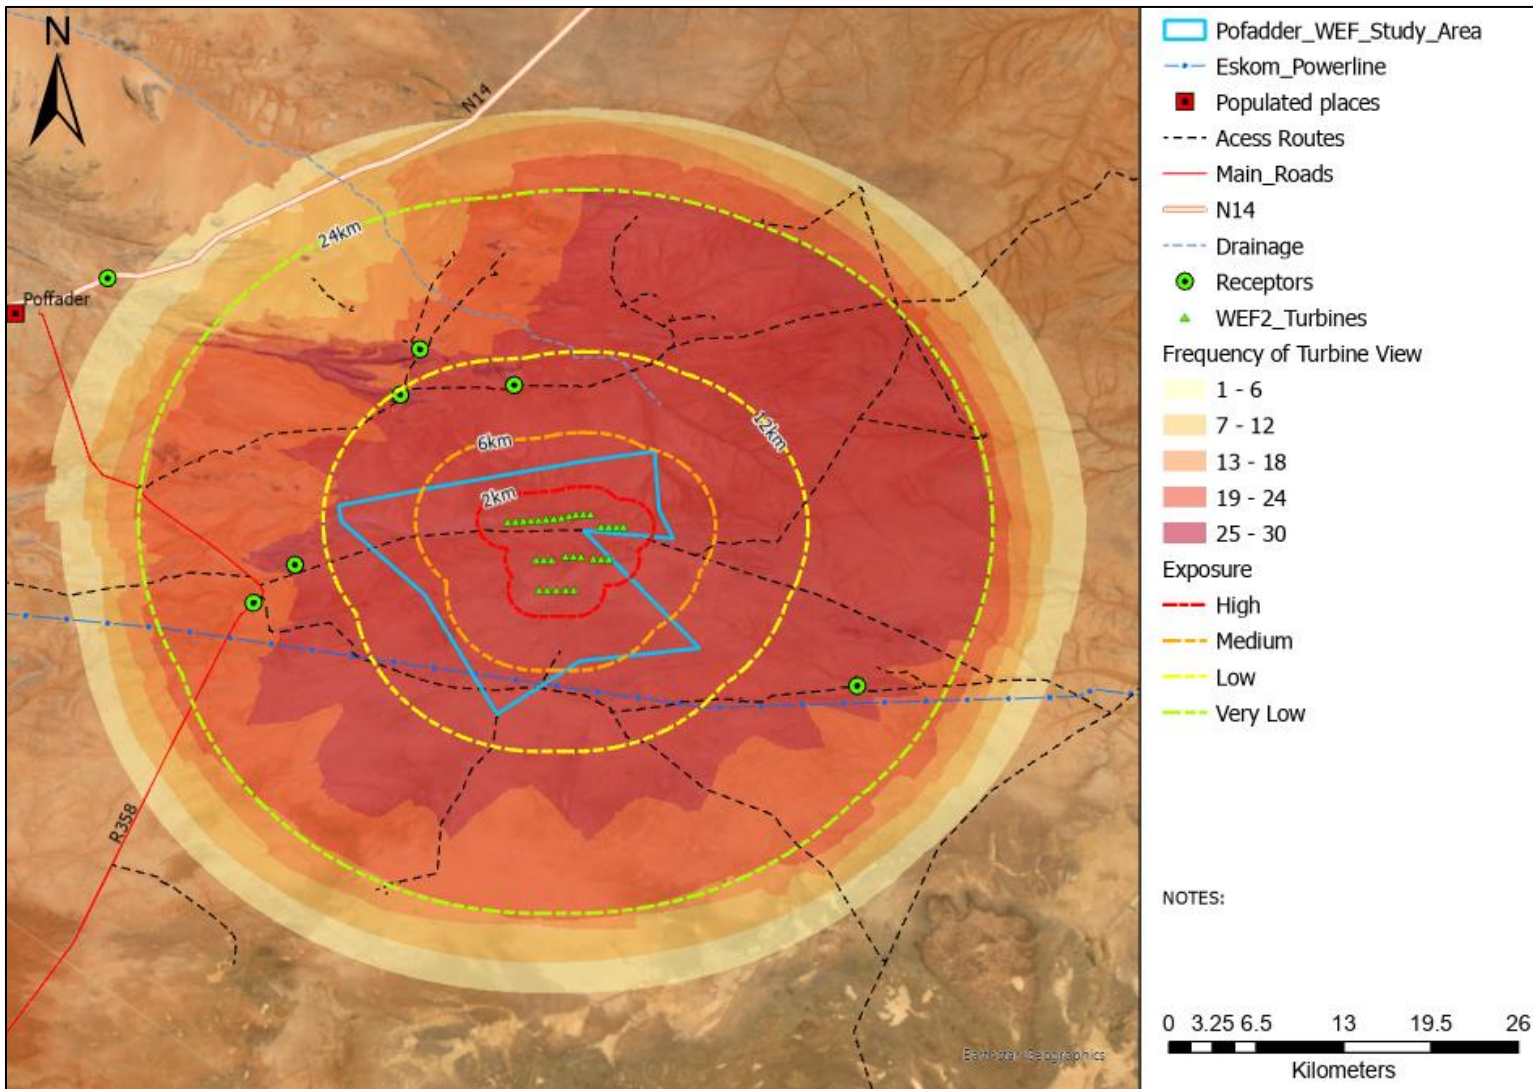 N
N14
24km
Poffader
12km
6km
2km
R358
Earthstar Geographics
Pofadder_WEF_Study_Area
Eskom_Powerline
Populated places
Acess Routes
Main_Roads
N14
Drainage
Receptors
WEF2_Turbines
Frequency of Turbine View
1 - 6
7 - 12
13 - 18
19 - 24
25 - 30
Exposure
High
Medium
Low
Very Low
NOTES:
0 3.25 6.5 13 19.5 26
Kilometers